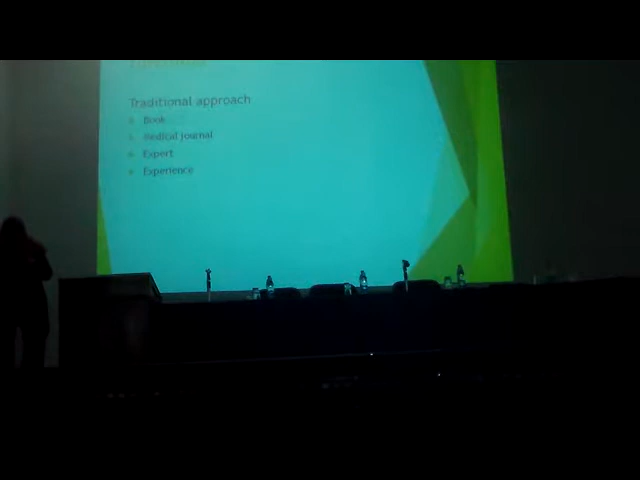 Traditional approach
Book
medical journal
Expert
Experience